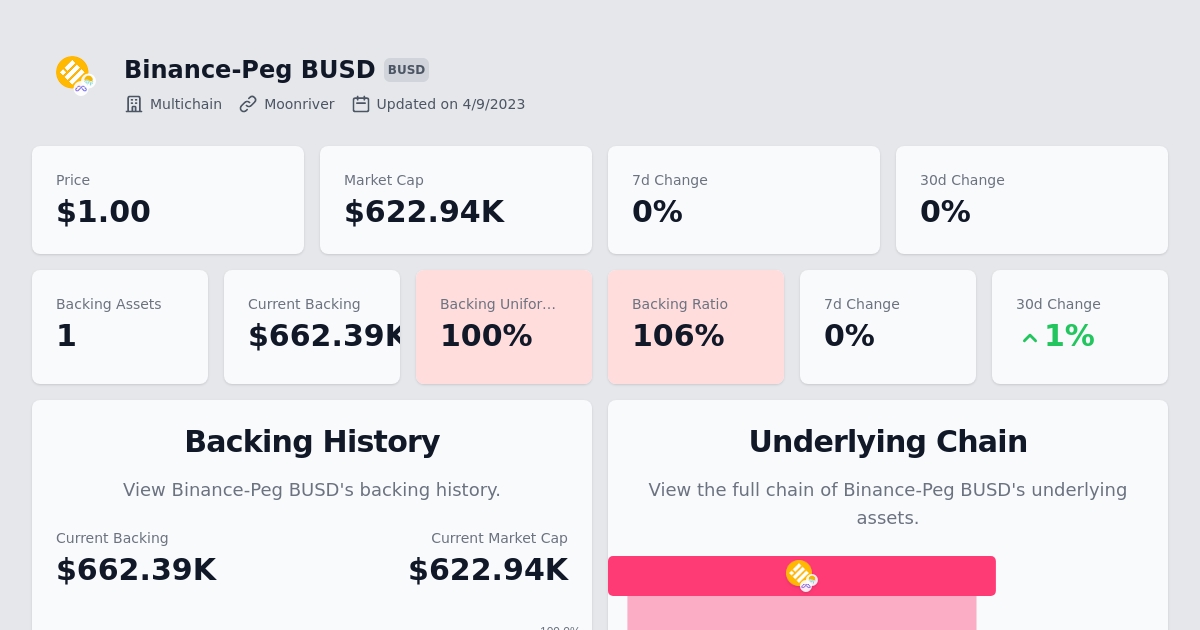 Binance-Peg BUSD BUSD
Multichain Moonriver Updated on 4/9/2023
Price Market Cap 7d Change 30d Change
$1.00 $622.94K 0% 0%
Backing Assets Current Backing Backing Unifor... Backing Ratio 7d Change 30d Change
1 $662.39K 100% 106% 0% 1%
Backing History
View Binance-Peg BUSD's backing history.
Current Backing Current Market Cap
$662.39K $622.94K
Underlying Chain
View the full chain of Binance-Peg BUSD's underlying
assets.